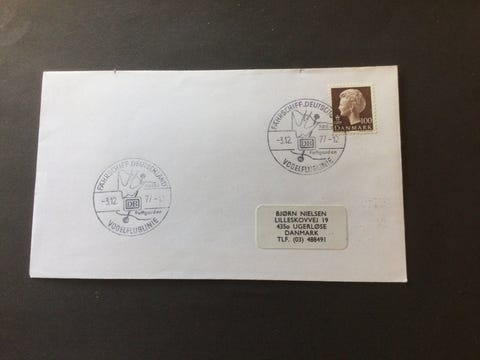 FÄHRSCHIFF DEUTSCHLAND
-3.12
DB
77-12
Puttgarden
VOGELFLUGLINIE
FÄHRSCHIFF DEUTSCHLAND
-3.12
DB
77-12
Puttgarden
VOGELFLUGLINIE
100
DANMARK
BJØRN NIELSEN
LILLESKOVVEJ 19
435o UGERLØSE
DANMARK
TLF. (03) 488491